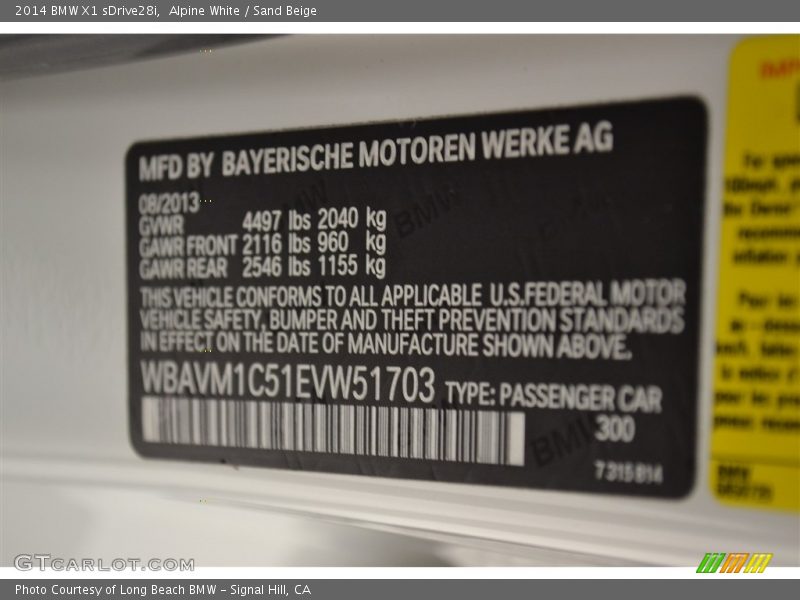 2014 BMW X1 sDrive28i,  Alpine White / Sand Beige
MFD BY BAYERISCHE MOTOREN WERKE AG
08/2013
GVWR 4497 lbs 2040 kg
GAWR FRONT 2116 lbs 960 kg
GAWR REAR 2546 lbs 1155 kg
THIS VEHICLE CONFORMS TO ALL APPLICABLE U.S.FEDERAL MOTOR
VEHICLE SAFETY, BUMPER AND THEFT PREVENTION STANDARDS
IN EFFECT ON THE DATE OF MANUFACTURE SHOWN ABOVE.
WBAVM1C51EVW51703 TYPE: PASSENGER CAR
300
7 315 814
BMW
BMW
GTCARLOT.COM
Photo Courtesy of Long Beach BMW - Signal Hill, CA